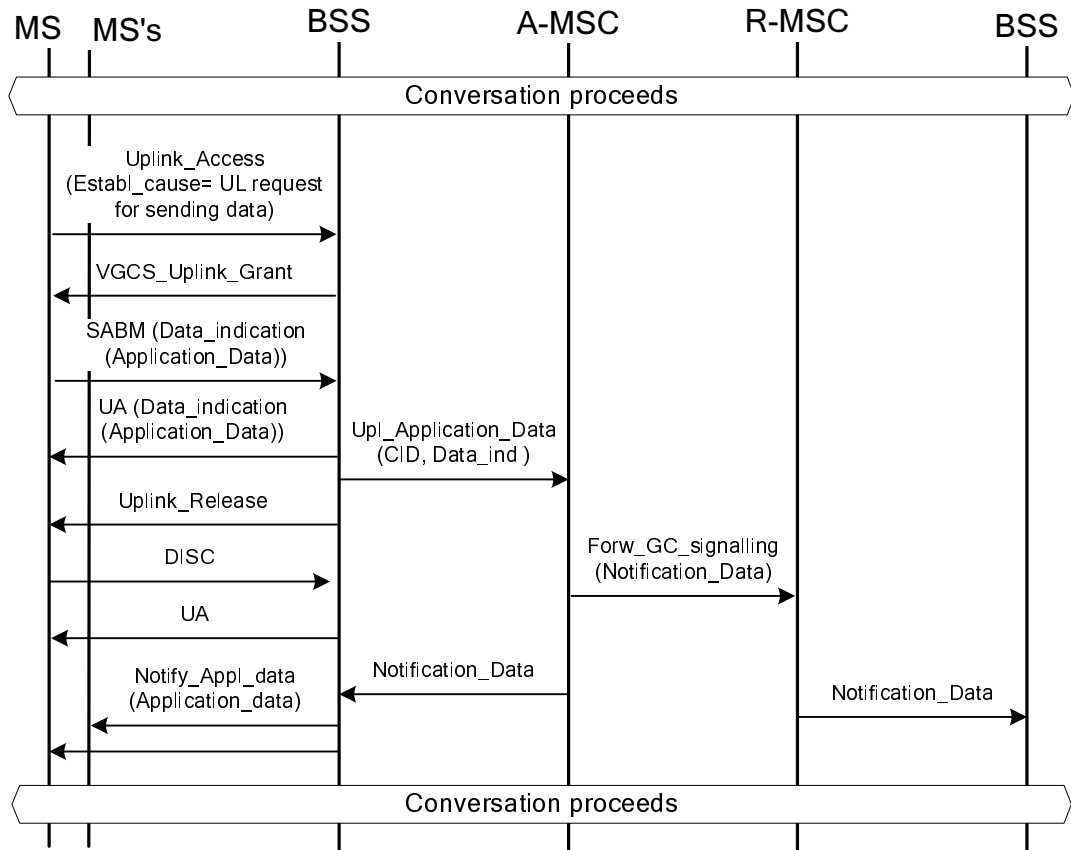 MS
MS's
BSS
A-MSC
R-MSC
BSS
Conversation proceeds
Uplink_Access
(Establ_cause= UL request
for sending data)
VGCS_Uplink_Grant
SABM (Data_indication
(Application_Data))
UA (Data_indication
(Application_Data))
Upl_Application_Data
(CID, Data_ind )
Uplink_Release
Forw_GC_signalling
(Notification_Data)
DISC
UA
Notify_Appl_data
(Application_data)
Notification_Data
Notification_Data
Conversation proceeds